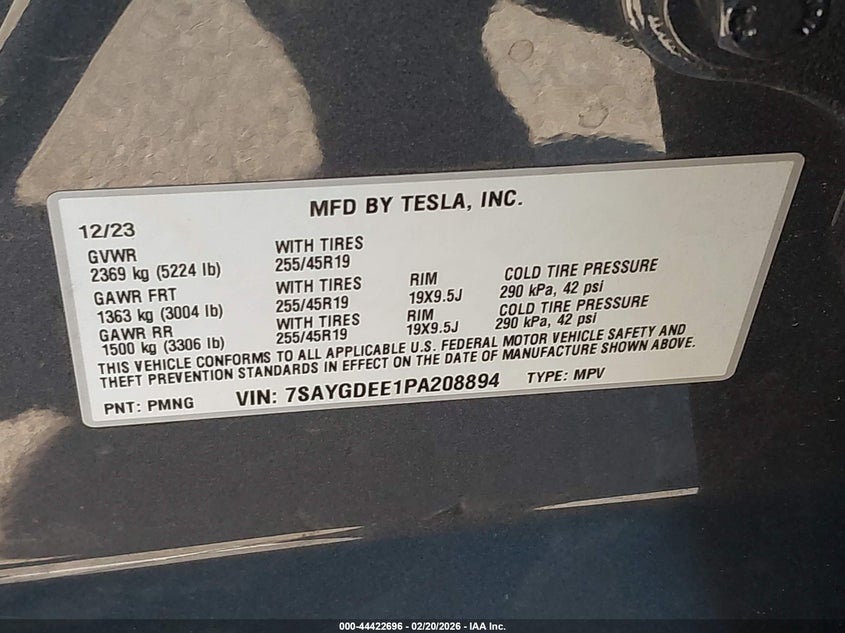 MFD BY TESLA, INC.
12/23
GVWR WITH TIRES
2369 kg (5224 lb) 255/45R19
GAWR FRT WITH TIRES RIM COLD TIRE PRESSURE
1363 kg (3004 lb) 255/45R19 19X9.5J 290 kPa, 42 psi
GAWR RR WITH TIRES RIM COLD TIRE PRESSURE
1500 kg (3306 lb) 255/45R19 19X9.5J 290 kPa, 42 psi
THIS VEHICLE CONFORMS TO ALL APPLICABLE U.S. FEDERAL MOTOR VEHICLE SAFETY AND
THEFT PREVENTION STANDARDS IN EFFECT ON THE DATE OF MANUFACTURE SHOWN ABOVE.
PNT: PMNG VIN: 7SAYGDEE1PA208894 TYPE: MPV
000-44422696 - 02/20/2026 - IAA Inc.